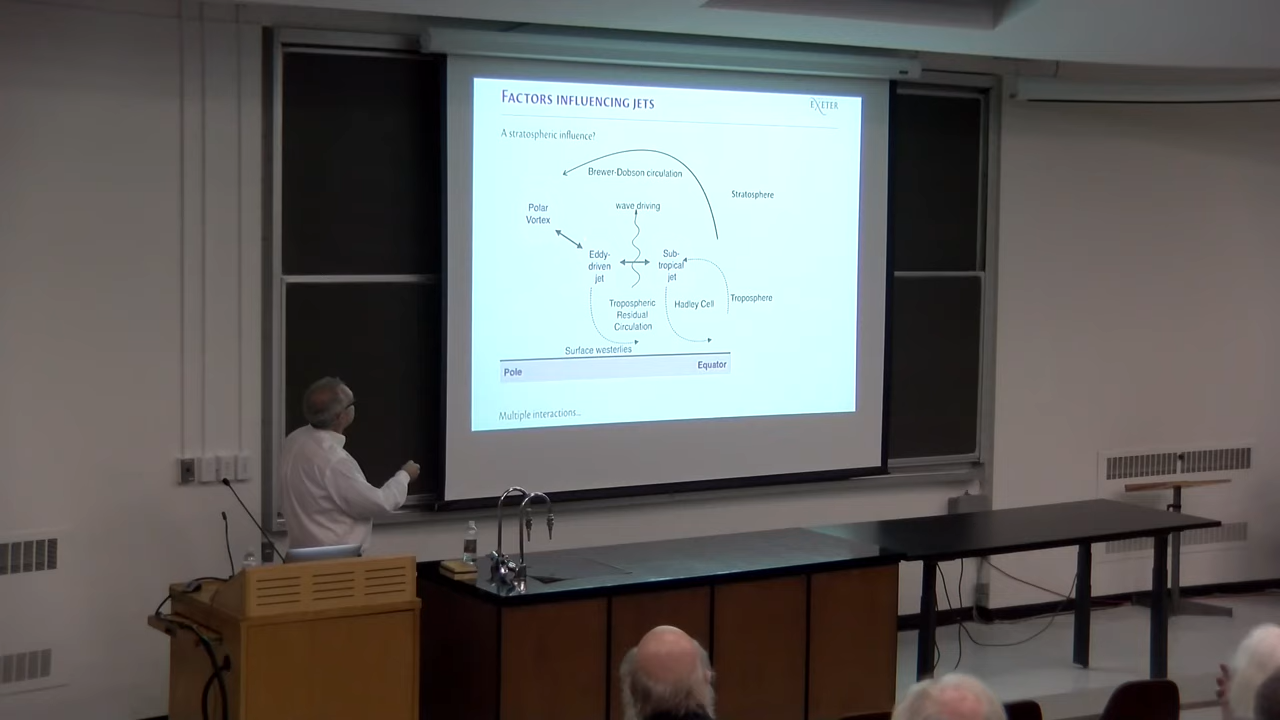 FACTORS INFLUENCING JETS
EXETER
A stratospheric influence?
Brewer-Dobson circulation
Stratosphere
Polar
Vortex
wave driving
Eddy-
driven
jet
Sub-
tropical
jet
Tropospheric
Residual
Circulation
Hadley Cell
Troposphere
Surface westerlies
Pole
Equator
Multiple interactions...